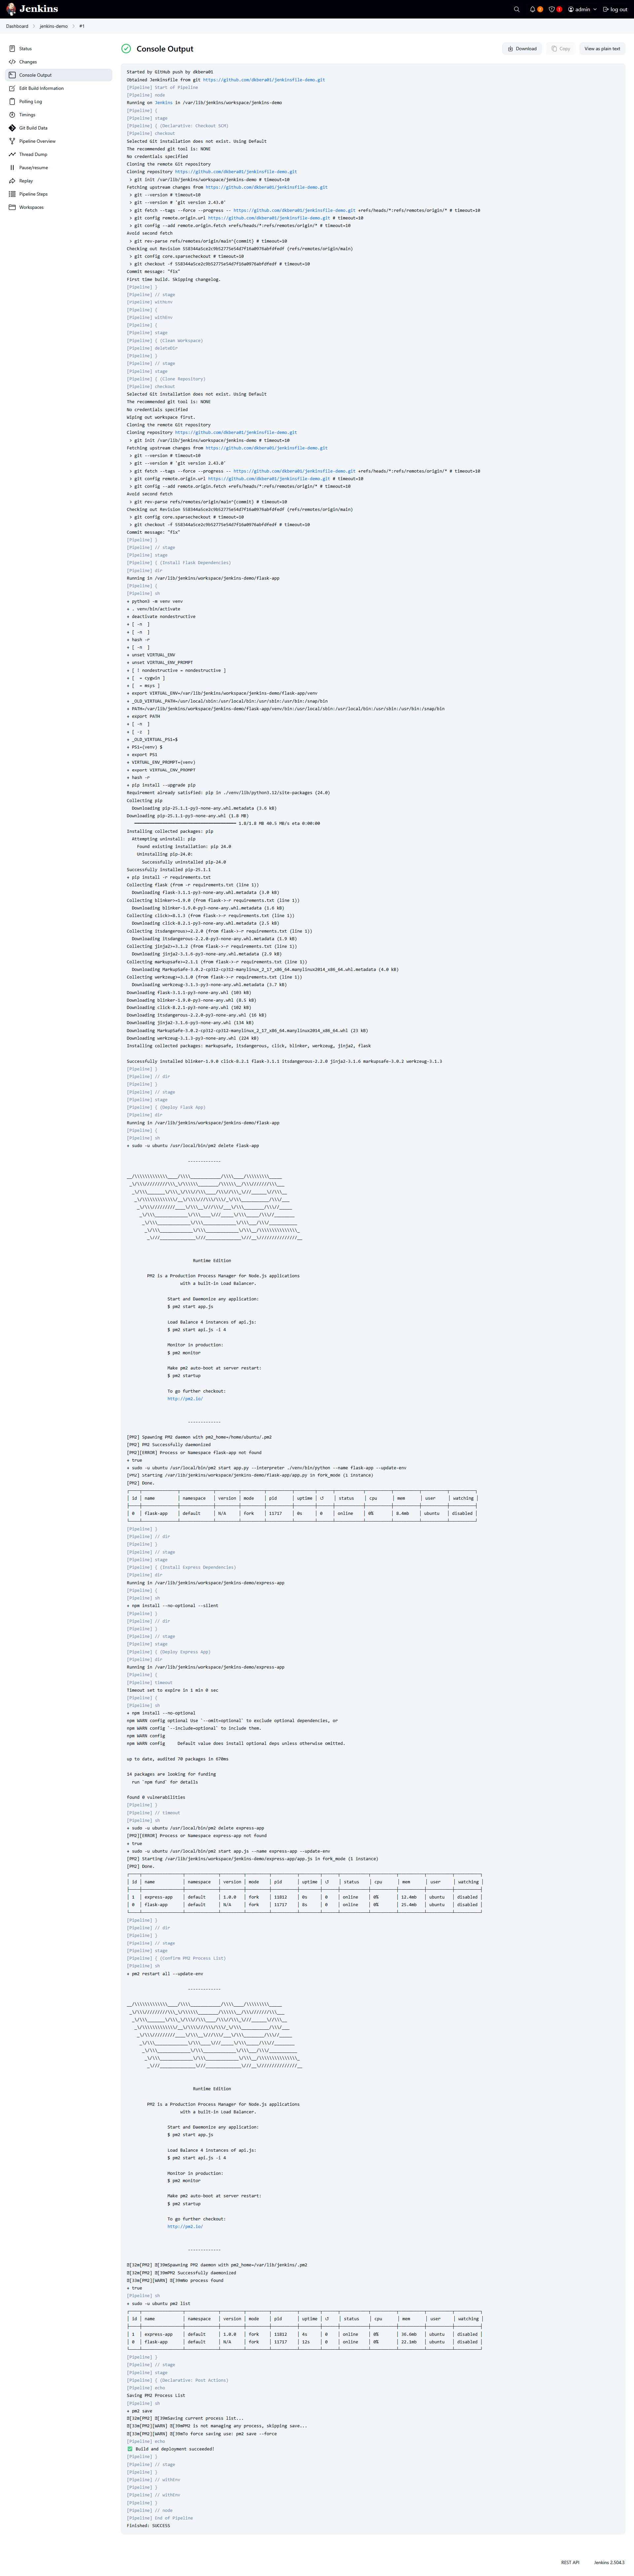 Jenkins
admin
log out
Dashboard > jenkins-demo > #1
Status
Changes
Console Output
Edit Build Information
Polling Log
Timings
Git Build Data
Pipeline Overview
Thread Dump
Pause/resume
Replay
Pipeline Steps
Workspaces
Console Output
Download
Copy
View as plain text
Started by GitHub push by dkbera01
Obtained Jenkinsfile from git https://github.com/dkbera01/jenkinsfile-demo.git
[Pipeline] Start of Pipeline
[Pipeline] node
Running on Jenkins in /var/lib/jenkins/workspace/jenkins-demo
[Pipeline] {
[Pipeline] stage
[Pipeline] { (Declarative: Checkout SCM)
[Pipeline] checkout
Selected Git installation does not exist. Using Default
The recommended git tool is: NONE
No credentials specified
Cloning the remote Git repository
Cloning repository https://github.com/dkbera01/jenkinsfile-demo.git
> git init /var/lib/jenkins/workspace/jenkins-demo # timeout=10
Fetching upstream changes from https://github.com/dkbera01/jenkinsfile-demo.git
> git --version # timeout=10
> git --version # 'git version 2.43.0'
> git fetch --tags --force --progress -- https://github.com/dkbera01/jenkinsfile-demo.git +refs/heads/*:refs/remotes/origin/* # timeout=10
> git config remote.origin.url https://github.com/dkbera01/jenkinsfile-demo.git # timeout=10
> git config --add remote.origin.fetch +refs/heads/*:refs/remotes/origin/* # timeout=10
Avoid second fetch
> git rev-parse refs/remotes/origin/main^{commit} # timeout=10
> git config core.sparsecheckout # timeout=10
Commit message: "fix"
First time build. Skipping changelog.
[Pipeline] }
[Pipeline] // stage
[Pipeline] withEnv
[Pipeline] {
[Pipeline] withEnv
[Pipeline] {
[Pipeline] stage
[Pipeline] { (Clean Workspace)
[Pipeline] deleteDir
[Pipeline] }
[Pipeline] // stage
[Pipeline] stage
[Pipeline] { (Clone Repository)
[Pipeline] checkout
Selected Git installation does not exist. Using Default
The recommended git tool is: NONE
No credentials specified
Wiping out workspace first.
Cloning the remote Git repository
Cloning repository https://github.com/dkbera01/jenkinsfile-demo.git
> git init /var/lib/jenkins/workspace/jenkins-demo # timeout=10
Fetching upstream changes from https://github.com/dkbera01/jenkinsfile-demo.git
> git --version # timeout=10
> git --version # 'git version 2.43.0'
> git fetch --tags --force --progress -- https://github.com/dkbera01/jenkinsfile-demo.git +refs/heads/*:refs/remotes/origin/* # timeout=10
> git config remote.origin.url https://github.com/dkbera01/jenkinsfile-demo.git # timeout=10
> git config --add remote.origin.fetch +refs/heads/*:refs/remotes/origin/* # timeout=10
Avoid second fetch
> git rev-parse refs/remotes/origin/main^{commit} # timeout=10
> git config core.sparsecheckout # timeout=10
Commit message: "fix"
[Pipeline] }
[Pipeline] // stage
[Pipeline] stage
[Pipeline] { (Install Flask Dependencies)
[Pipeline] dir
Running in /var/lib/jenkins/workspace/jenkins-demo/flask-app
[Pipeline] {
[Pipeline] sh
+ python3 -m venv venv
+ . venv/bin/activate
+ deactivate nondestructive
+ [ -n ]
+ [ -n ]
+ hash -r
+ [ -n ]
+ unset VIRTUAL_ENV
+ unset VIRTUAL_ENV_PROMPT
+ [ ! nondestructive = nondestructive ]
+ [ = cygwin ]
+ [ = msys ]
+ export VIRTUAL_ENV=/var/lib/jenkins/workspace/jenkins-demo/flask-app/venv
+ _OLD_VIRTUAL_PATH=/usr/local/sbin:/usr/local/bin:/usr/sbin:/usr/bin:/sbin:/bin:/snap/bin
+ PATH=/var/lib/jenkins/workspace/jenkins-demo/flask-app/venv/bin:/usr/local/sbin:/usr/local/bin:/usr/sbin:/usr/bin:/sbin:/bin:/snap/bin
+ export PATH
+ [ -n ]
+ [ -z ]
+ _OLD_VIRTUAL_PS1=$
+ PS1=(venv) $
+ export PS1
+ VIRTUAL_ENV_PROMPT=(venv)
+ export VIRTUAL_ENV_PROMPT
+ hash -r
+ pip install --upgrade pip
Requirement already satisfied: pip in ./venv/lib/python3.12/site-packages (24.0)
Collecting pip
Downloading pip-25.1.1-py3-none-any.whl.metadata (3.6 kB)
Downloading pip-25.1.1-py3-none-any.whl (1.8 MB)
1.8/1.8 MB 40.5 MB/s eta 0:00:00
Installing collected packages: pip
Attempting uninstall: pip
Found existing installation: pip 24.0
Uninstalling pip-24.0:
Successfully uninstalled pip-24.0
Successfully installed pip-25.1.1
+ pip install -r requirements.txt
Collecting flask (from -r requirements.txt (line 1))
Downloading flask-3.1.1-py3-none-any.whl.metadata (3.0 kB)
Collecting blinker>=1.9.0 (from flask->-r requirements.txt (line 1))
Downloading blinker-1.9.0-py3-none-any.whl.metadata (1.6 kB)
Collecting click>=8.1.3 (from flask->-r requirements.txt (line 1))
Downloading click-8.2.1-py3-none-any.whl.metadata (2.5 kB)
Collecting itsdangerous>=2.2.0 (from flask->-r requirements.txt (line 1))
Downloading itsdangerous-2.2.0-py3-none-any.whl.metadata (1.9 kB)
Collecting jinja2>=3.1.2 (from flask->-r requirements.txt (line 1))
Downloading jinja2-3.1.6-py3-none-any.whl.metadata (2.9 kB)
Collecting markupsafe>=2.1.1 (from flask->-r requirements.txt (line 1))
Downloading MarkupSafe-3.0.2-cp312-cp312-manylinux_2_17_x86_64.manylinux2014_x86_64.whl.metadata (4.0 kB)
Collecting werkzeug>=3.1.0 (from flask->-r requirements.txt (line 1))
Downloading werkzeug-3.1.3-py3-none-any.whl.metadata (3.7 kB)
Downloading flask-3.1.1-py3-none-any.whl (103 kB)
Downloading blinker-1.9.0-py3-none-any.whl (8.5 kB)
Downloading click-8.2.1-py3-none-any.whl (102 kB)
Downloading itsdangerous-2.2.0-py3-none-any.whl (16 kB)
Downloading jinja2-3.1.6-py3-none-any.whl (134 kB)
Downloading MarkupSafe-3.0.2-cp312-cp312-manylinux_2_17_x86_64.manylinux2014_x86_64.whl (23 kB)
Downloading werkzeug-3.1.3-py3-none-any.whl (224 kB)
Installing collected packages: markupsafe, itsdangerous, click, blinker, werkzeug, jinja2, flask
Successfully installed blinker-1.9.0 click-8.2.1 flask-3.1.1 itsdangerous-2.2.0 jinja2-3.1.6 markupsafe-3.0.2 werkzeug-3.1.3
[Pipeline] }
[Pipeline] // dir
[Pipeline] }
[Pipeline] // stage
[Pipeline] stage
[Pipeline] { (Deploy Flask App)
[Pipeline] dir
Running in /var/lib/jenkins/workspace/jenkins-demo/flask-app
[Pipeline] {
[Pipeline] sh
+ sudo -u ubuntu /usr/local/bin/pm2 delete flask-app
-------------
Runtime Edition
PM2 is a Production Process Manager for Node.js applications
with a built-in Load Balancer.
Start and Daemonize any application:
$ pm2 start app.js
Load Balance 4 instances of api.js:
$ pm2 start api.js -i 4
Monitor in production:
$ pm2 monitor
Make pm2 auto-boot at server restart:
$ pm2 startup
To go further checkout:
http://pm2.io/
-------------
[PM2] Spawning PM2 daemon with pm2_home=/home/ubuntu/.pm2
[PM2] PM2 Successfully daemonized
[PM2][ERROR] Process or Namespace flask-app not found
+ true
+ sudo -u ubuntu /usr/local/bin/pm2 start app.py --interpreter ./venv/bin/python --name flask-app --update-env
[PM2] Starting /var/lib/jenkins/workspace/jenkins-demo/flask-app/app.py in fork_mode (1 instance)
[PM2] Done.
│ id │ name │ namespace │ version │ mode │ pid │ uptime │ ↺ │ status │ cpu │ mem │ user │ watching │
│ 0 │ flask-app │ default │ N/A │ fork │ 11717 │ 0s │ 0 │ online │ 0% │ 8.4mb │ ubuntu │ disabled │
[Pipeline] }
[Pipeline] // dir
[Pipeline] }
[Pipeline] // stage
[Pipeline] stage
[Pipeline] { (Install Express Dependencies)
[Pipeline] dir
Running in /var/lib/jenkins/workspace/jenkins-demo/express-app
[Pipeline] {
[Pipeline] sh
+ npm install --no-optional --silent
[Pipeline] }
[Pipeline] // dir
[Pipeline] }
[Pipeline] // stage
[Pipeline] stage
[Pipeline] { (Deploy Express App)
[Pipeline] dir
Running in /var/lib/jenkins/workspace/jenkins-demo/express-app
[Pipeline] {
[Pipeline] timeout
Timeout set to expire in 1 min 0 sec
[Pipeline] {
[Pipeline] sh
+ npm install --no-optional
npm WARN config optional Use `--omit=optional` to exclude optional dependencies, or
npm WARN config `--include=optional` to include them.
npm WARN config
npm WARN config Default value does install optional deps unless otherwise omitted.
up to date, audited 70 packages in 670ms
14 packages are looking for funding
run `npm fund` for details
found 0 vulnerabilities
[Pipeline] }
[Pipeline] // timeout
[Pipeline] sh
+ sudo -u ubuntu /usr/local/bin/pm2 delete express-app
[PM2][ERROR] Process or Namespace express-app not found
+ true
+ sudo -u ubuntu /usr/local/bin/pm2 start app.js --name express-app --update-env
[PM2] Starting /var/lib/jenkins/workspace/jenkins-demo/express-app/app.js in fork_mode (1 instance)
[PM2] Done.
│ id │ name │ namespace │ version │ mode │ pid │ uptime │ ↺ │ status │ cpu │ mem │ user │ watching │
│ 1 │ express-app │ default │ 1.0.0 │ fork │ 11812 │ 0s │ 0 │ online │ 0% │ 12.4mb │ ubuntu │ disabled │
│ 0 │ flask-app │ default │ N/A │ fork │ 11717 │ 8s │ 0 │ online │ 0% │ 25.4mb │ ubuntu │ disabled │
[Pipeline] }
[Pipeline] // dir
[Pipeline] }
[Pipeline] // stage
[Pipeline] stage
[Pipeline] { (Confirm PM2 Process List)
[Pipeline] sh
+ pm2 restart all --update-env
-------------
Runtime Edition
PM2 is a Production Process Manager for Node.js applications
with a built-in Load Balancer.
Start and Daemonize any application:
$ pm2 start app.js
Load Balance 4 instances of api.js:
$ pm2 start api.js -i 4
Monitor in production:
$ pm2 monitor
Make pm2 auto-boot at server restart:
$ pm2 startup
To go further checkout:
http://pm2.io/
-------------
[32m[PM2] [39mSpawning PM2 daemon with pm2_home=/var/lib/jenkins/.pm2
[32m[PM2] [39mPM2 Successfully daemonized
[33m[PM2][WARN] [39mNo process found
+ true
[Pipeline] sh
+ sudo -u ubuntu pm2 list
│ id │ name │ namespace │ version │ mode │ pid │ uptime │ ↺ │ status │ cpu │ mem │ user │ watching │
│ 1 │ express-app │ default │ 1.0.0 │ fork │ 11812 │ 4s │ 0 │ online │ 0% │ 38.6mb │ ubuntu │ disabled │
│ 0 │ flask-app │ default │ N/A │ fork │ 11717 │ 12s │ 0 │ online │ 0% │ 22.1mb │ ubuntu │ disabled │
[Pipeline] }
[Pipeline] // stage
[Pipeline] stage
[Pipeline] { (Declarative: Post Actions)
[Pipeline] echo
Saving PM2 Process List
[Pipeline] sh
+ pm2 save
[32m[PM2] [39mSaving current process list...
[33m[PM2][WARN] [39mPM2 is not managing any process, skipping save...
[33m[PM2][WARN] [39mTo force saving use: pm2 save --force
[Pipeline] echo
✅ Build and deployment succeeded!
[Pipeline] }
[Pipeline] // stage
[Pipeline] }
[Pipeline] // withEnv
[Pipeline] }
[Pipeline] // withEnv
[Pipeline] }
[Pipeline] // node
[Pipeline] End of Pipeline
Finished: SUCCESS
REST API
Jenkins 2.504.3